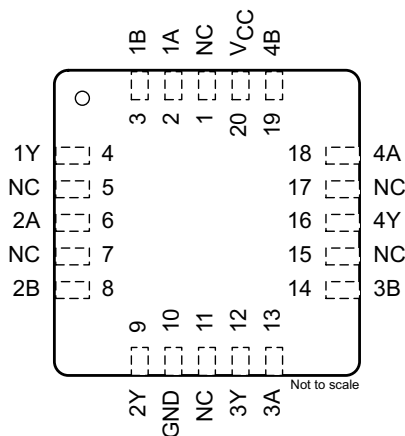 1B 1A NC VCC 4B
3 2 1 20 19
1Y 4 18 4A
NC 5 17 NC
2A 6 16 4Y
NC 7 15 NC
2B 8 14 3B
9 10 11 12 13
2Y GND NC 3Y 3A
Not to scale